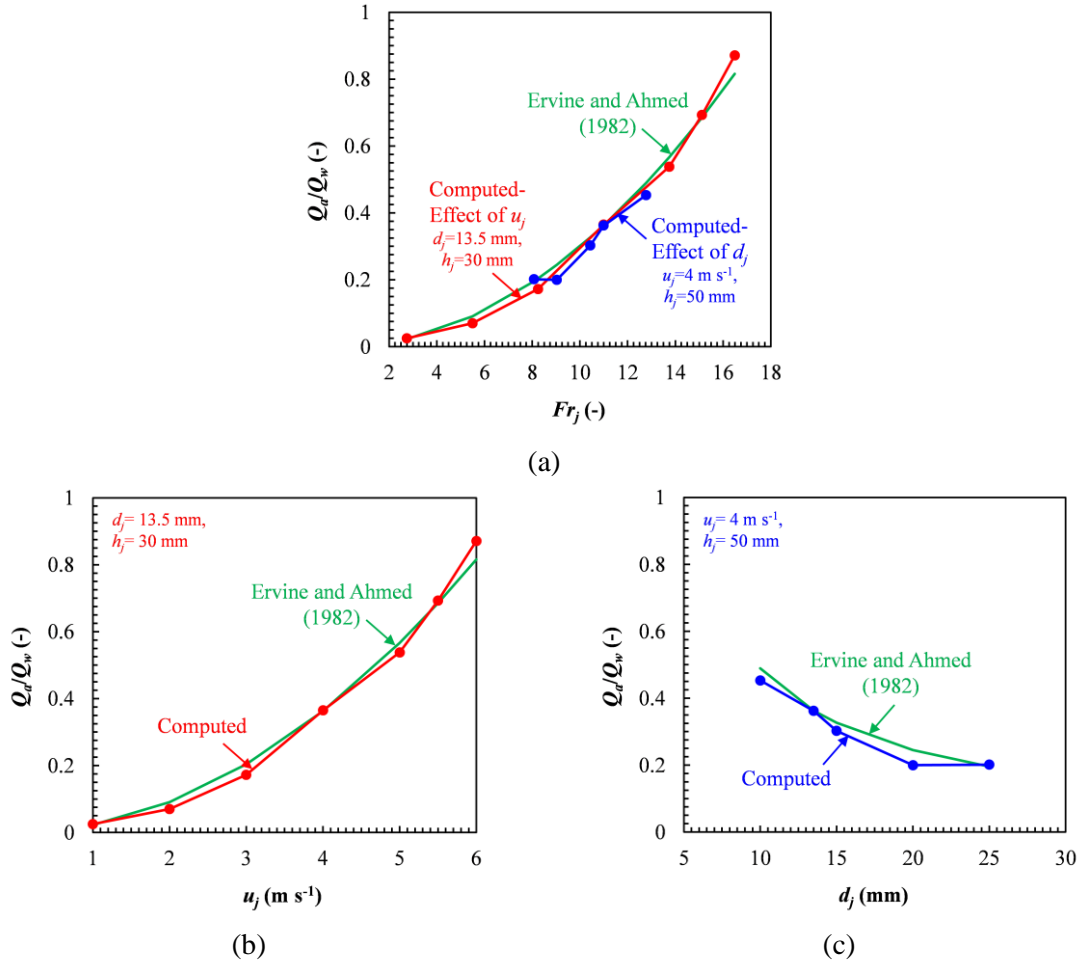 1
0.8
0.6
0.4
0.2
0
Qa/Qw (-)
Ervine and Ahmed
(1982)
Computed-
Effect of uj
dj=13.5 mm,
hj=30 mm
Computed-
Effect of dj
uj=4 m s-1,
hj=50 mm
2 4 6 8 10 12 14 16 18
Frj (-)
(a)
1
0.8
0.6
0.4
0.2
0
Qa/Qw (-)
dj= 13.5 mm,
hj= 30 mm
Ervine and Ahmed
(1982)
Computed
1 2 3 4 5 6
uj (m s-1)
(b)
1
0.8
0.6
0.4
0.2
0
Qa/Qw (-)
uj= 4 m s-1,
hj= 50 mm
Ervine and Ahmed
(1982)
Computed
5 10 15 20 25 30
dj (mm)
(c)